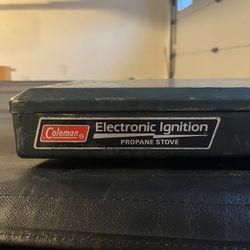 Coleman® Electronic Ignition
PROPANE STOVE